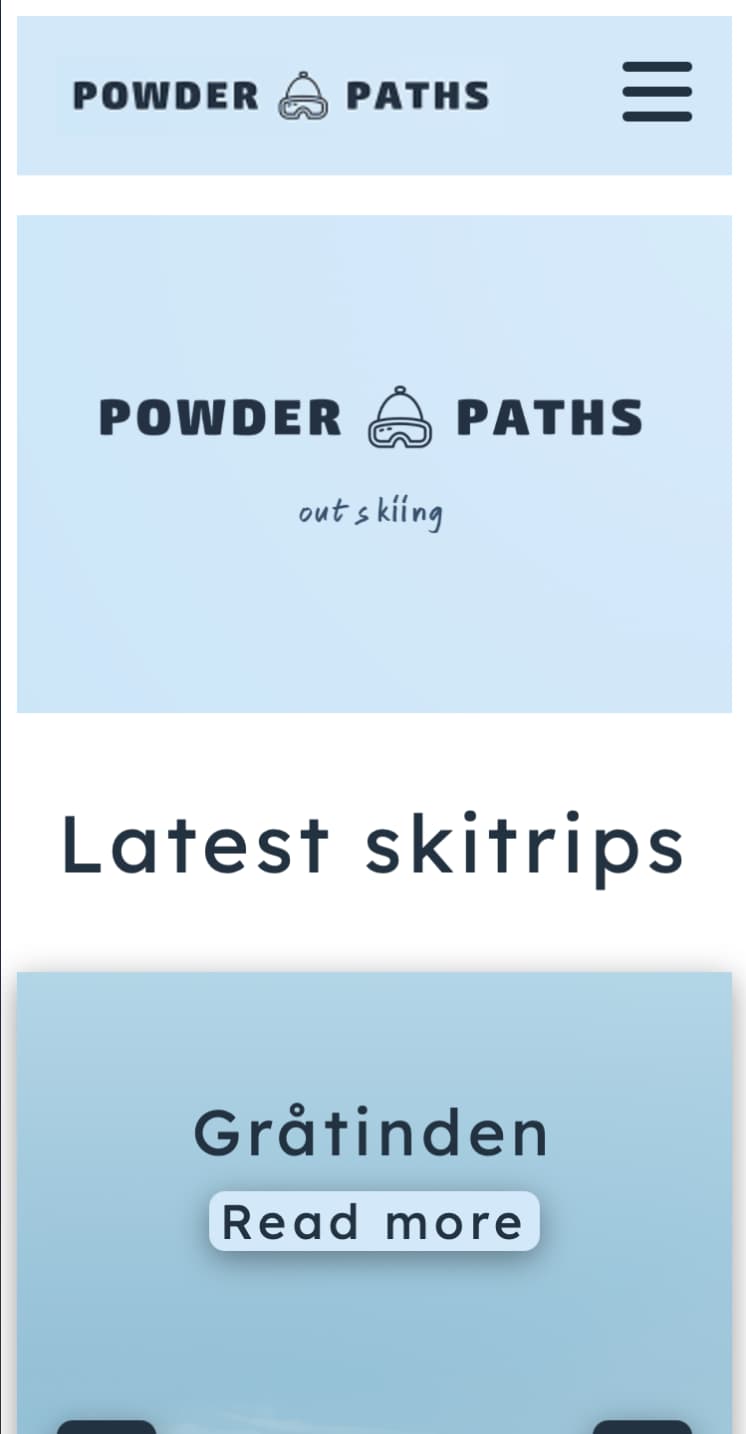 POWDER PATHS
POWDER PATHS
out skiing
Latest skitrips
Gråtinden
Read more